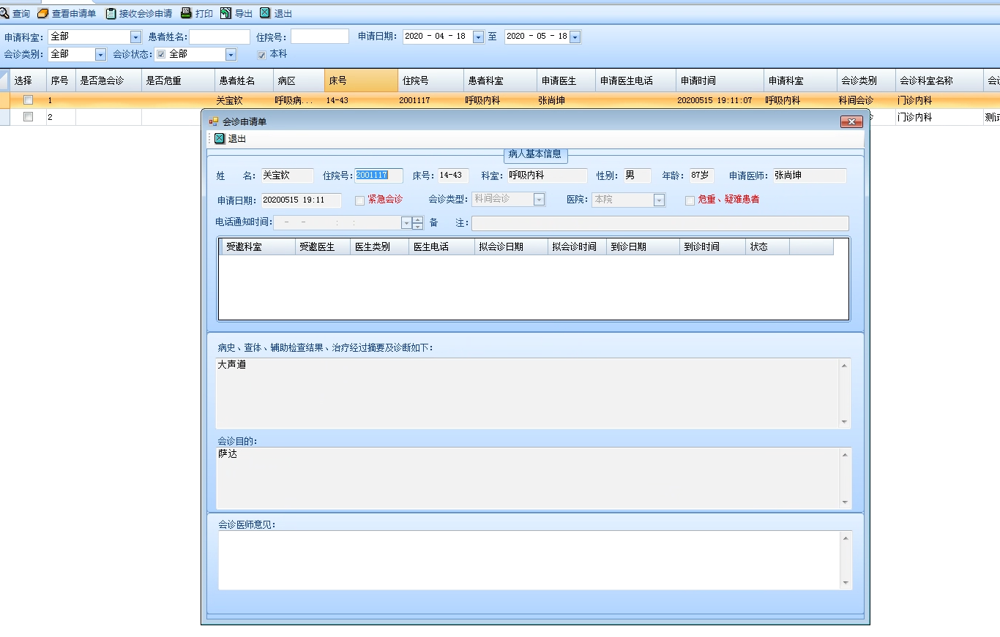 查询 查看申请单 接收会诊申请 打印 导出 退出
申请科室: 全部 患者姓名: 住院号: 申请日期: 2020 - 04 - 18 至 2020 - 05 - 18
会诊类别: 全部 会诊状态: 全部 本科
选择 序号 是否急会诊 是否危重 患者姓名 病区 床号 住院号 患者科室 申请医生 申请医生电话 申请时间 申请科室 会诊类别 会诊科室名称
1 关宝钦 呼吸病... 14-43 2001117 呼吸内科 张尚坤 20200515 19:11:07 呼吸内科 科间会诊 门诊内科
2 门诊内科 测试
会诊申请单
退出
病人基本信息
姓 名: 关宝钦 住院号: 2001117 床号: 14-43 科室: 呼吸内科 性别: 男 年龄: 87岁 申请医师: 张尚坤
申请日期: 20200515 19:11 紧急会诊 会诊类型: 科间会诊 医院: 本院 危重、疑难患者
电话通知时间: - - : : 备 注:
受邀科室 受邀医生 医生类别 医生电话 拟会诊日期 拟会诊时间 到诊日期 到诊时间 状态
病史、查体、辅助检查结果、治疗经过摘要及诊断如下:
大声道
会诊目的:
萨达
会诊医师意见: